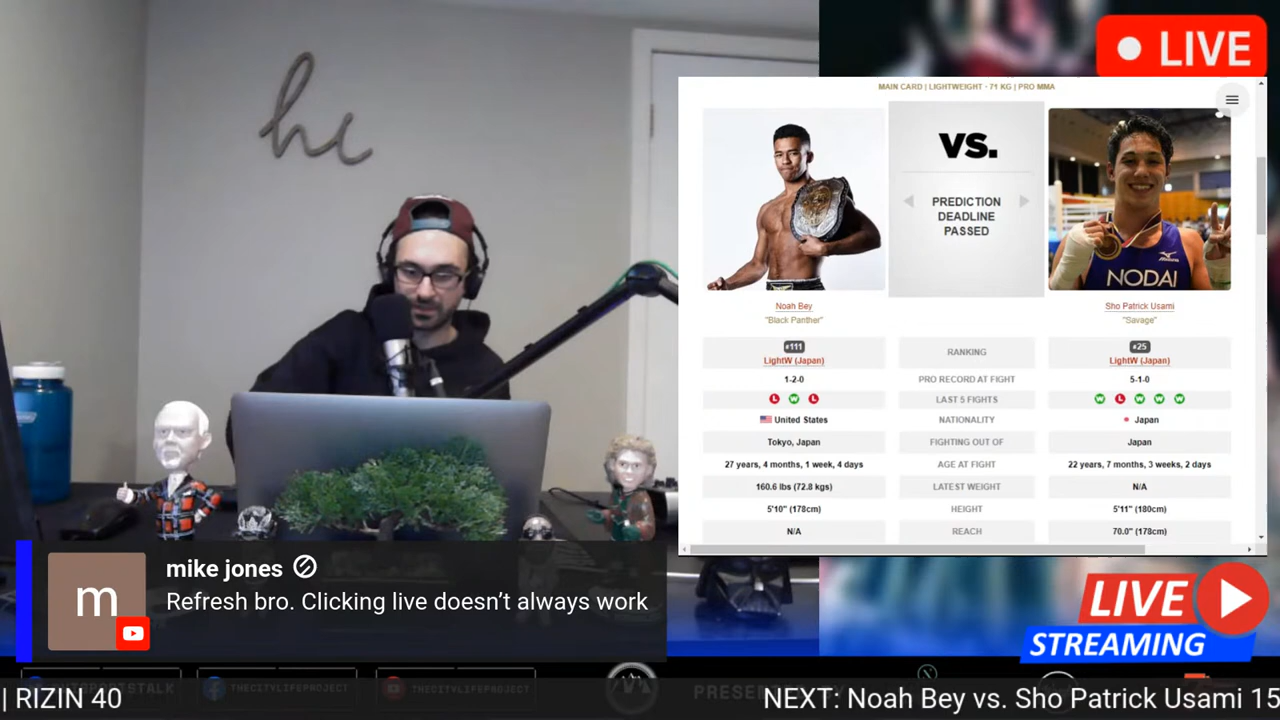 hi
LIVE
MAIN CARD | LIGHTWEIGHT · 71 KG | PRO MMA
VS.
PREDICTION
DEADLINE
PASSED
NODAI
Noah Bey
"Black Panther"
Sho Patrick Usami
"Savage"
#111
LightW (Japan)
RANKING
#25
LightW (Japan)
1-2-0
PRO RECORD AT FIGHT
5-1-0
L W L
LAST 5 FIGHTS
W L W W W
United States
NATIONALITY
Japan
Tokyo, Japan
FIGHTING OUT OF
Japan
27 years, 4 months, 1 week, 4 days
AGE AT FIGHT
22 years, 7 months, 3 weeks, 2 days
160.6 lbs (72.8 kgs)
LATEST WEIGHT
N/A
5'10" (178cm)
HEIGHT
5'11" (180cm)
N/A
REACH
70.0" (178cm)
m
mike jones
Refresh bro. Clicking live doesn't always work
LIVE
STREAMING
THECITYLIFEPROJECT
THECITYLIFEPROJECT
| RIZIN 40
NEXT: Noah Bey vs. Sho Patrick Usami 15